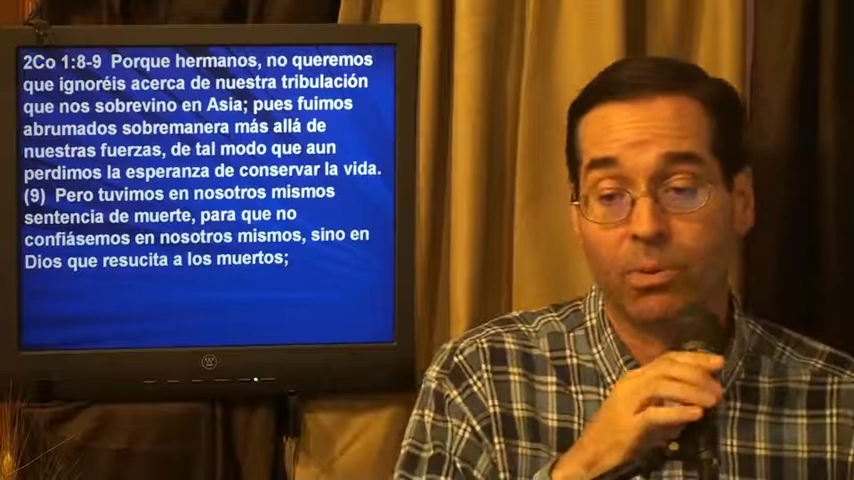 2Co 1:8-9  Porque hermanos, no queremos
que ignoréis acerca de nuestra tribulación
que nos sobrevino en Asia; pues fuimos
abrumados sobremanera más allá de
nuestras fuerzas, de tal modo que aun
perdimos la esperanza de conservar la vida.
(9)  Pero tuvimos en nosotros mismos
sentencia de muerte, para que no
confiásemos en nosotros mismos, sino en
Dios que resucita a los muertos;